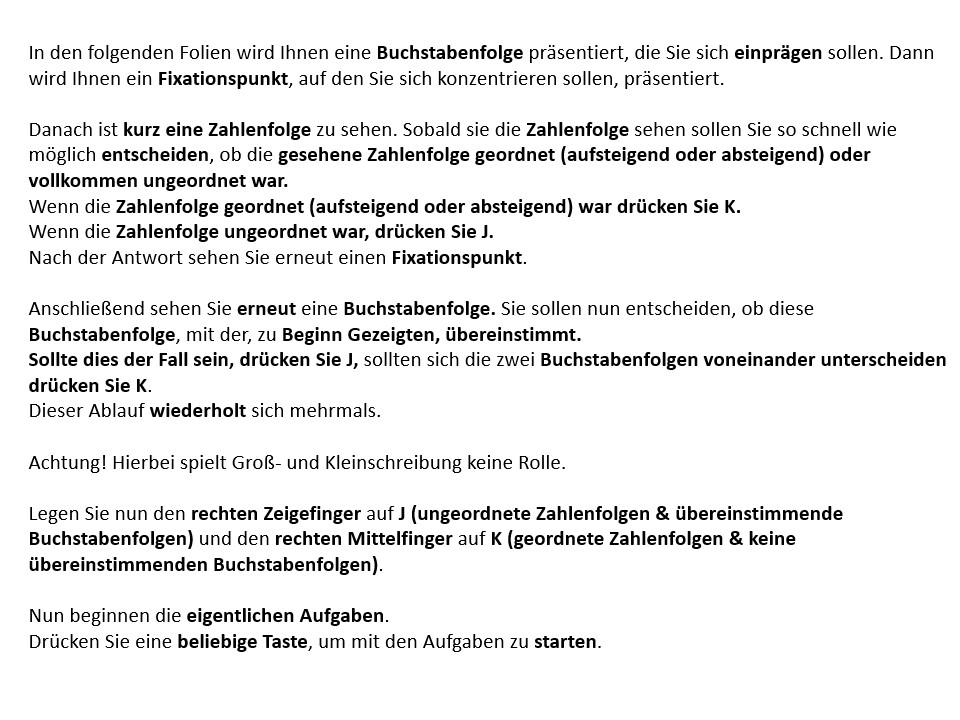 In den folgenden Folien wird Ihnen eine Buchstabenfolge präsentiert, die Sie sich einprägen sollen. Dann
wird Ihnen ein Fixationspunkt, auf den Sie sich konzentrieren sollen, präsentiert.
Danach ist kurz eine Zahlenfolge zu sehen. Sobald sie die Zahlenfolge sehen sollen Sie so schnell wie
möglich entscheiden, ob die gesehene Zahlenfolge geordnet (aufsteigend oder absteigend) oder
vollkommen ungeordnet war.
Wenn die Zahlenfolge geordnet (aufsteigend oder absteigend) war drücken Sie K.
Wenn die Zahlenfolge ungeordnet war, drücken Sie J.
Nach der Antwort sehen Sie erneut einen Fixationspunkt.
Anschließend sehen Sie erneut eine Buchstabenfolge. Sie sollen nun entscheiden, ob diese
Buchstabenfolge, mit der, zu Beginn Gezeigten, übereinstimmt.
Sollte dies der Fall sein, drücken Sie J, sollten sich die zwei Buchstabenfolgen voneinander unterscheiden
drücken Sie K.
Dieser Ablauf wiederholt sich mehrmals.
Achtung! Hierbei spielt Groß- und Kleinschreibung keine Rolle.
Legen Sie nun den rechten Zeigefinger auf J (ungeordnete Zahlenfolgen & übereinstimmende
Buchstabenfolgen) und den rechten Mittelfinger auf K (geordnete Zahlenfolgen & keine
übereinstimmenden Buchstabenfolgen).
Nun beginnen die eigentlichen Aufgaben.
Drücken Sie eine beliebige Taste, um mit den Aufgaben zu starten.